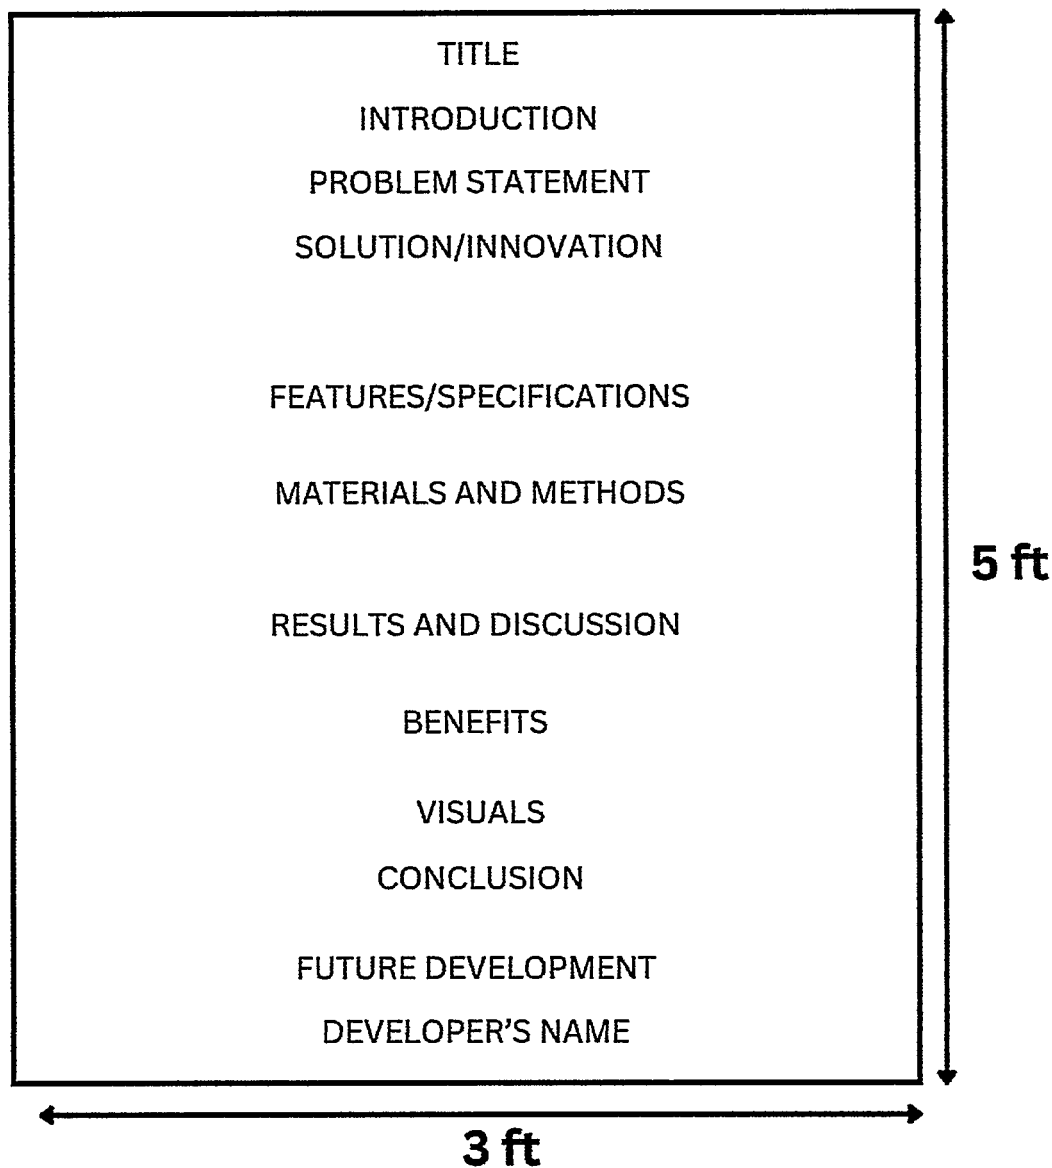 TITLE
INTRODUCTION
PROBLEM STATEMENT
SOLUTION/INNOVATION
FEATURES/SPECIFICATIONS
MATERIALS AND METHODS
5 ft
RESULTS AND DISCUSSION
BENEFITS
VISUALS
CONCLUSION
FUTURE DEVELOPMENT
DEVELOPER’S NAME
3 ft